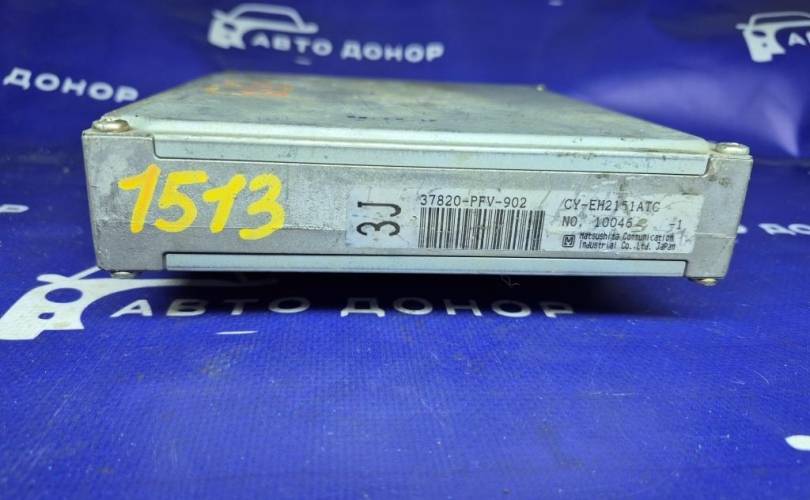 АВТО ДОНОР
1513
3J
37820-PFV-902
CY-EH2151ATC
NO. 10046 -1
Matsushita Communication
Industrial Co.,Ltd. Japan
АВТО ДОНОР